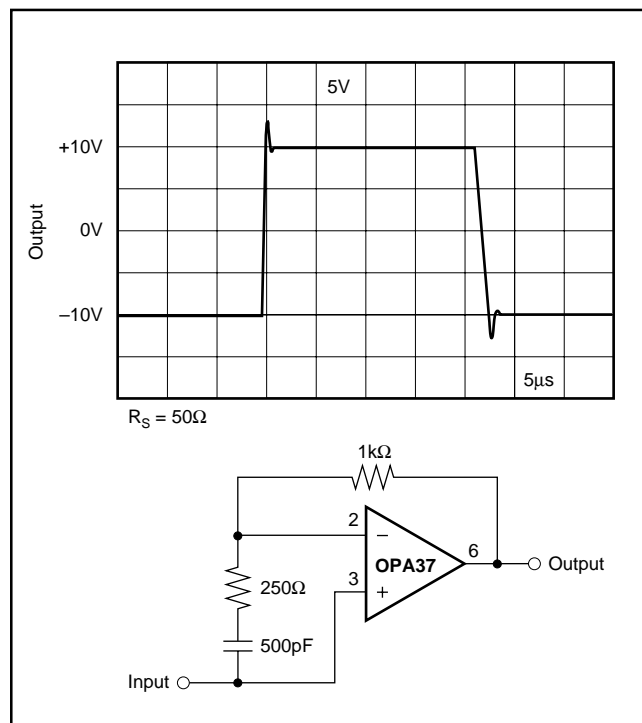 5V
+10V
0V
–10V
Output
5µs
R_S = 50Ω
1kΩ
2
–
6
OPA37
Output
3
+
250Ω
500pF
Input